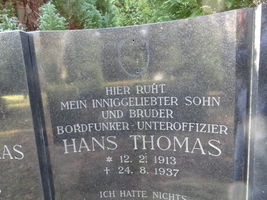 HIER RUHT
MEIN INNIGGELIEBTER SOHN
UND BRUDER
BORDFUNKER-UNTEROFFIZIER
HANS THOMAS
* 12. 2. 1913
† 24. 8. 1937
ICH HATTE NICHTS
AS